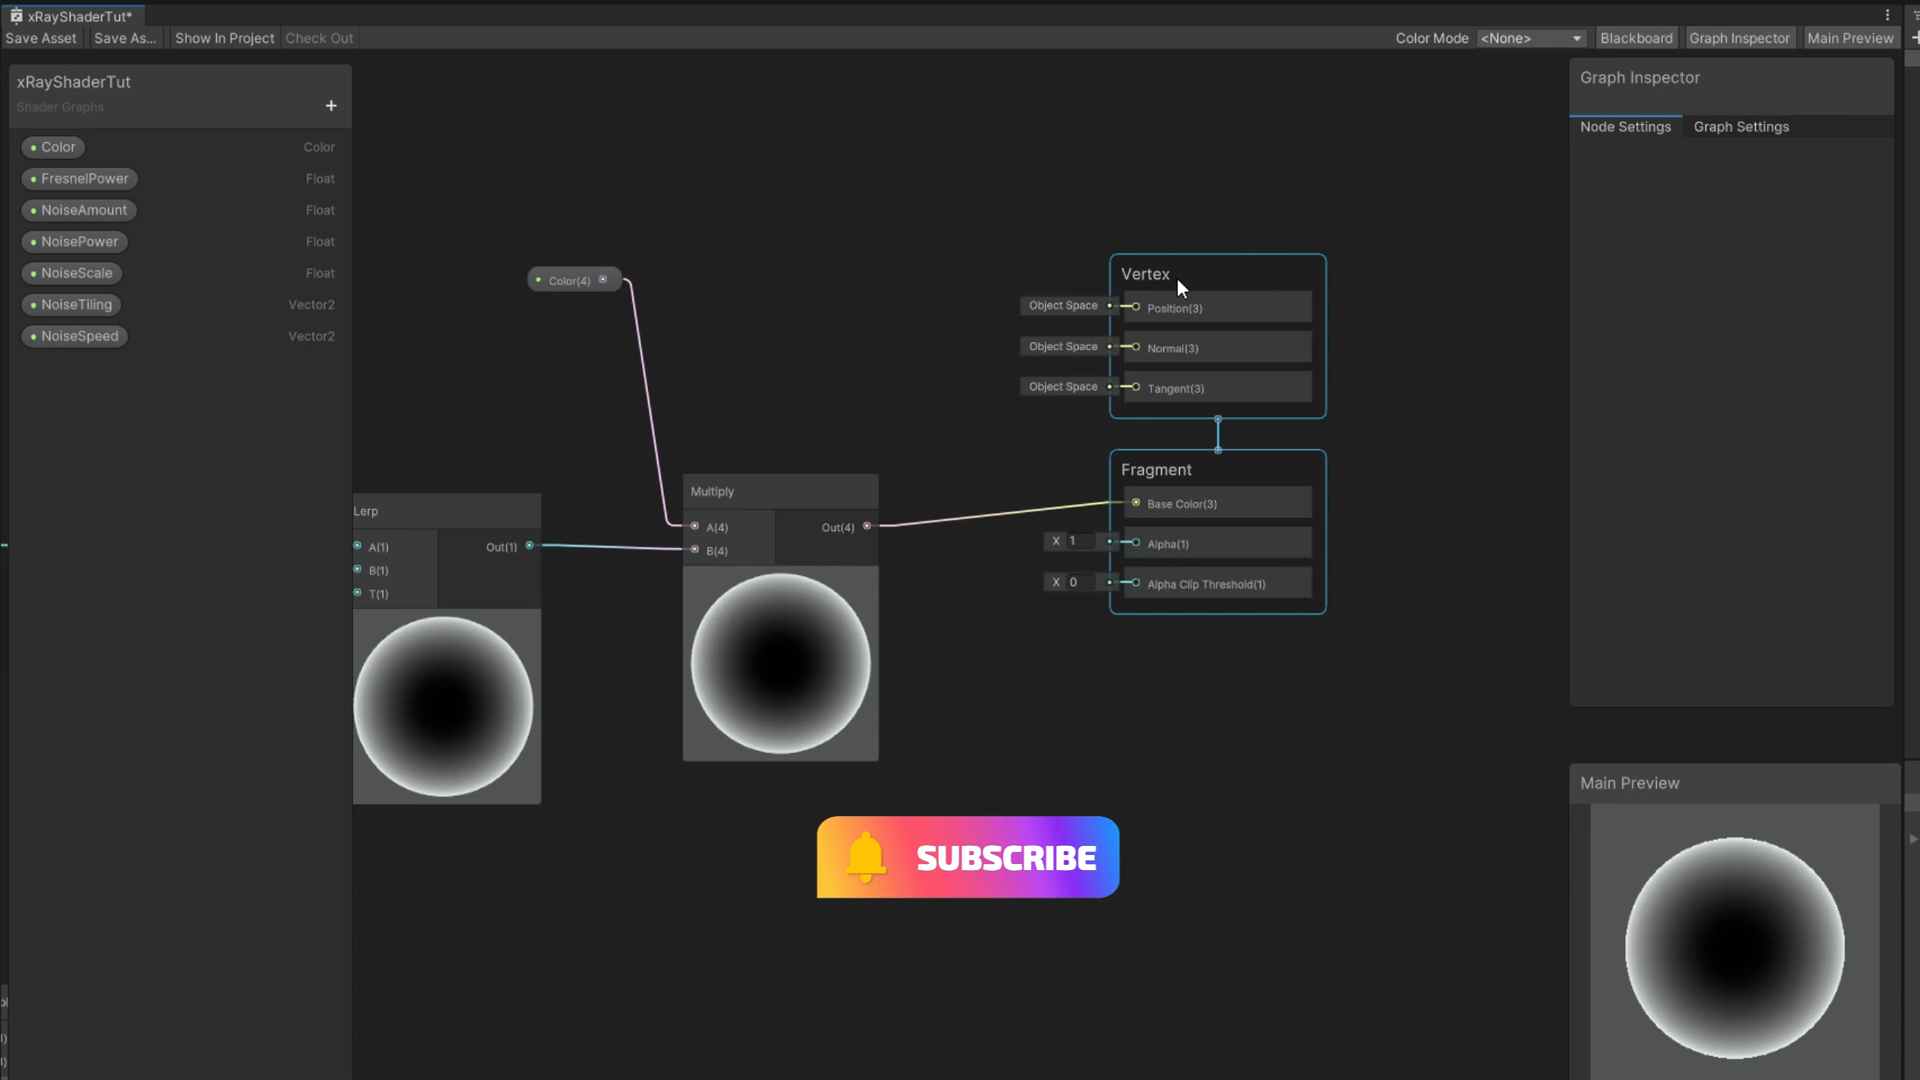 xRayShaderTut*
Save Asset Save As... Show In Project Check Out Color Mode <None> Blackboard Graph Inspector Main Preview
xRayShaderTut
Shader Graphs
+
Color Color
FresnelPower Float
NoiseAmount Float
NoisePower Float
NoiseScale Float
NoiseTiling Vector2
NoiseSpeed Vector2
Color(4)
Lerp
A(1) Out(1)
B(1)
T(1)
Multiply
A(4) Out(4)
B(4)
Vertex
Object Space Position(3)
Object Space Normal(3)
Object Space Tangent(3)
Fragment
Base Color(3)
X 1 Alpha(1)
X 0 Alpha Clip Threshold(1)
SUBSCRIBE
Graph Inspector
Node Settings Graph Settings
Main Preview